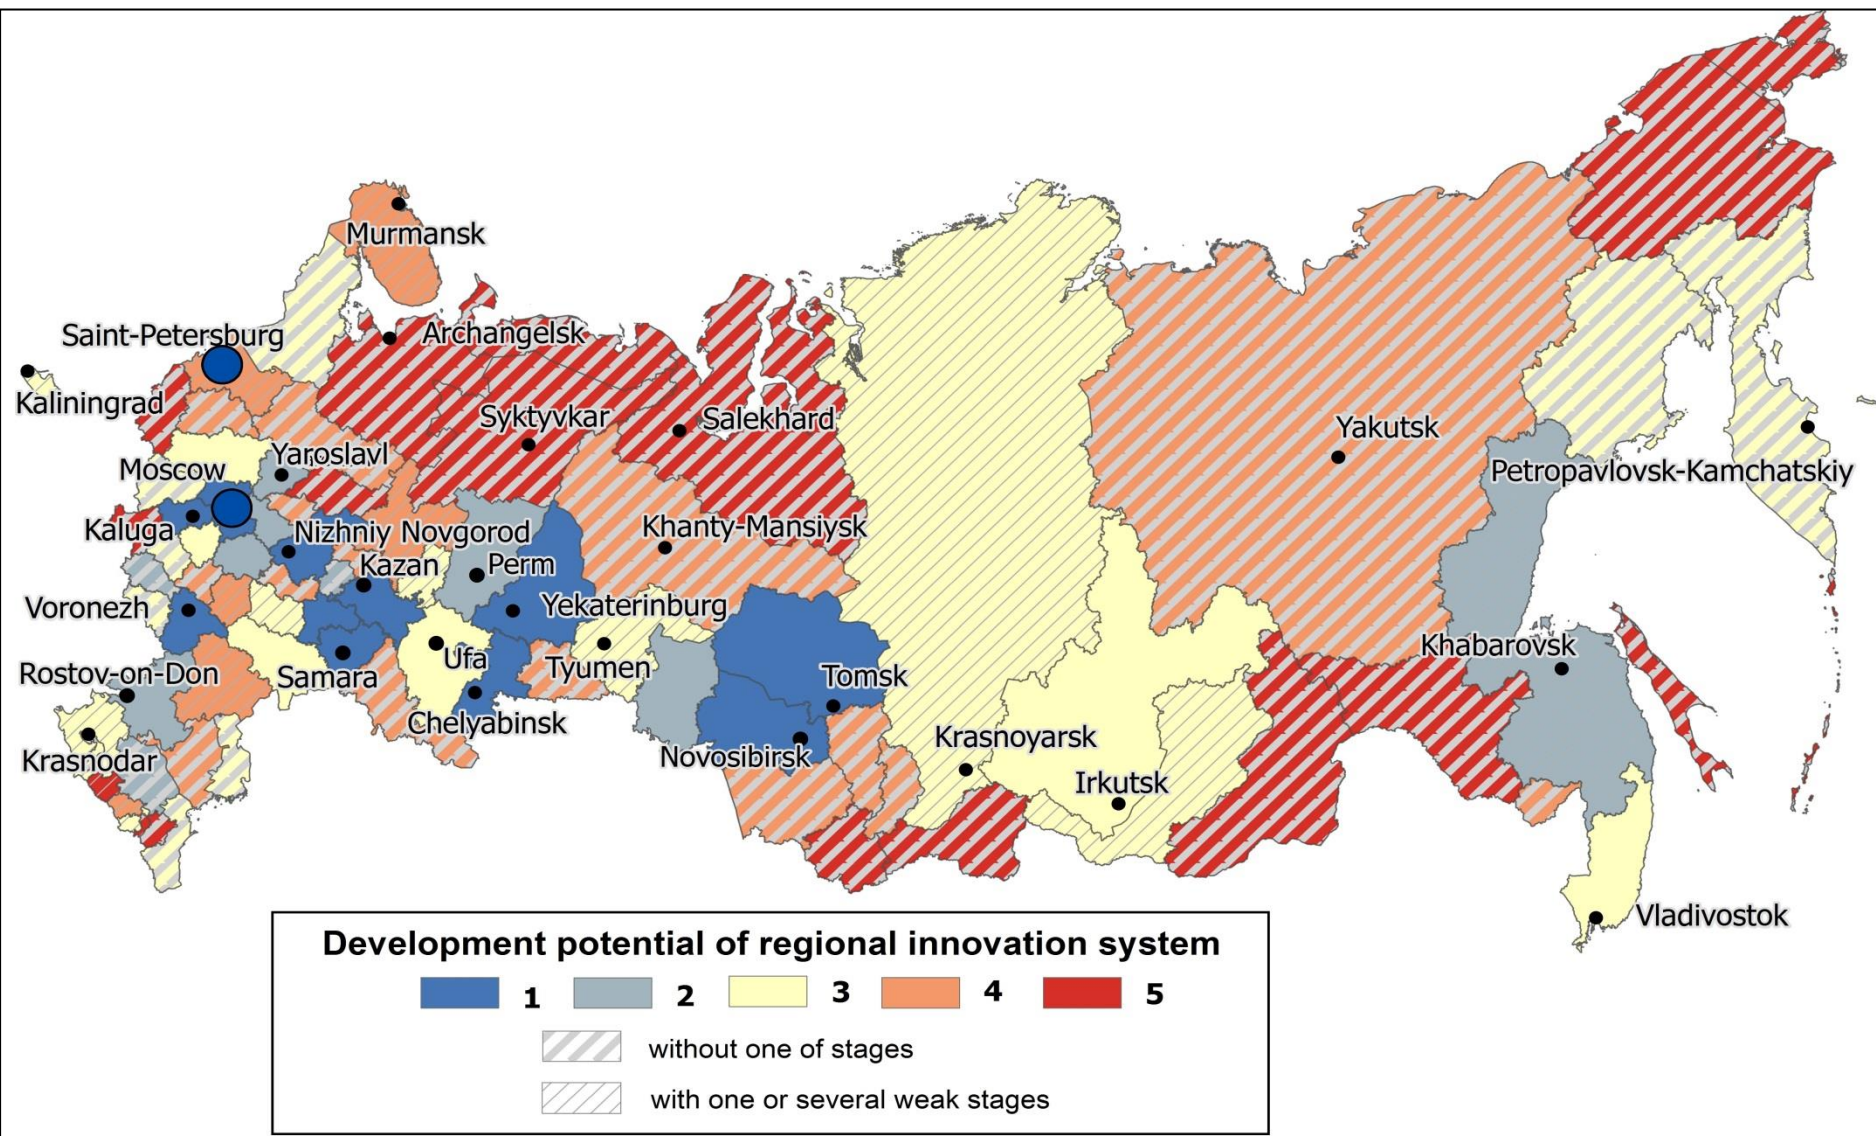 Murmansk
Saint-Petersburg
Archangelsk
Kaliningrad
Syktyvkar
Salekhard
Yakutsk
Yaroslavl
Moscow
Petropavlovsk-Kamchatskiy
Kaluga
Nizhniy Novgorod
Khanty-Mansiysk
Kazan
Perm
Voronezh
Yekaterinburg
Khabarovsk
Ufa
Tyumen
Rostov-on-Don
Samara
Tomsk
Chelyabinsk
Krasnoyarsk
Krasnodar
Novosibirsk
Irkutsk
Vladivostok
Development potential of regional innovation system
1 2 3 4 5
without one of stages
with one or several weak stages